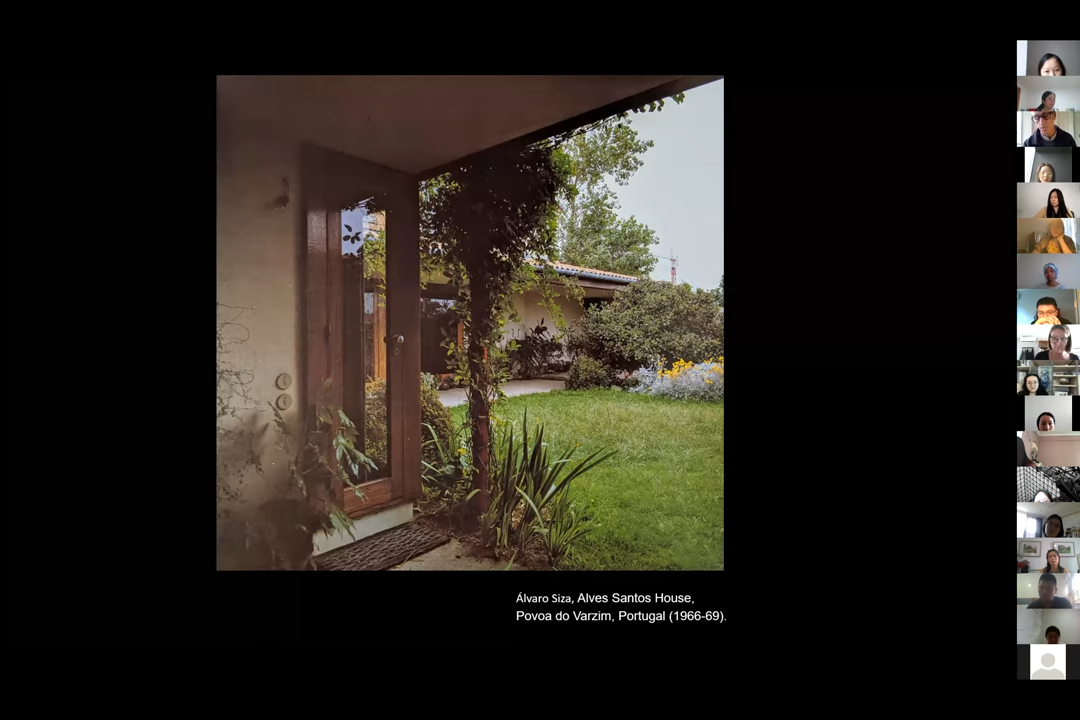 Álvaro Siza, Alves Santos House,
Povoa do Varzim, Portugal (1966-69).